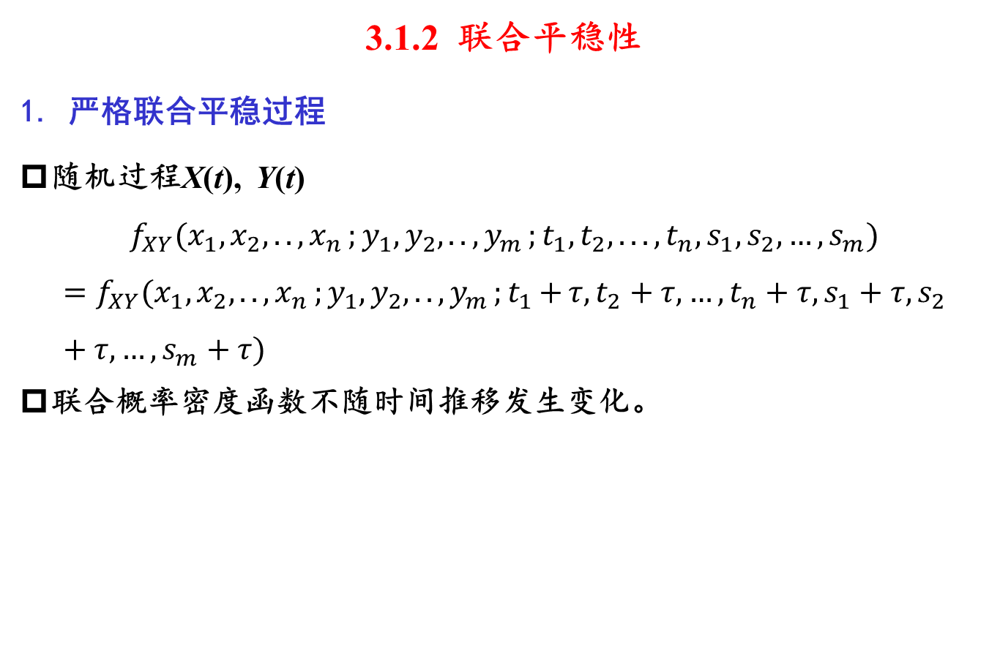 3.1.2 联合平稳性
1. 严格联合平稳过程
随机过程X(t), Y(t)
f_{XY}(x_1,x_2,..,x_n;y_1,y_2,..,y_m;t_1,t_2,...,t_n,s_1,s_2,…,s_m)
=f_{XY}(x_1,x_2,..,x_n;y_1,y_2,..,y_m;t_1+τ,t_2+τ,…,t_n+τ,s_1+τ,s_2
+τ,…,s_m+τ)
联合概率密度函数不随时间推移发生变化。